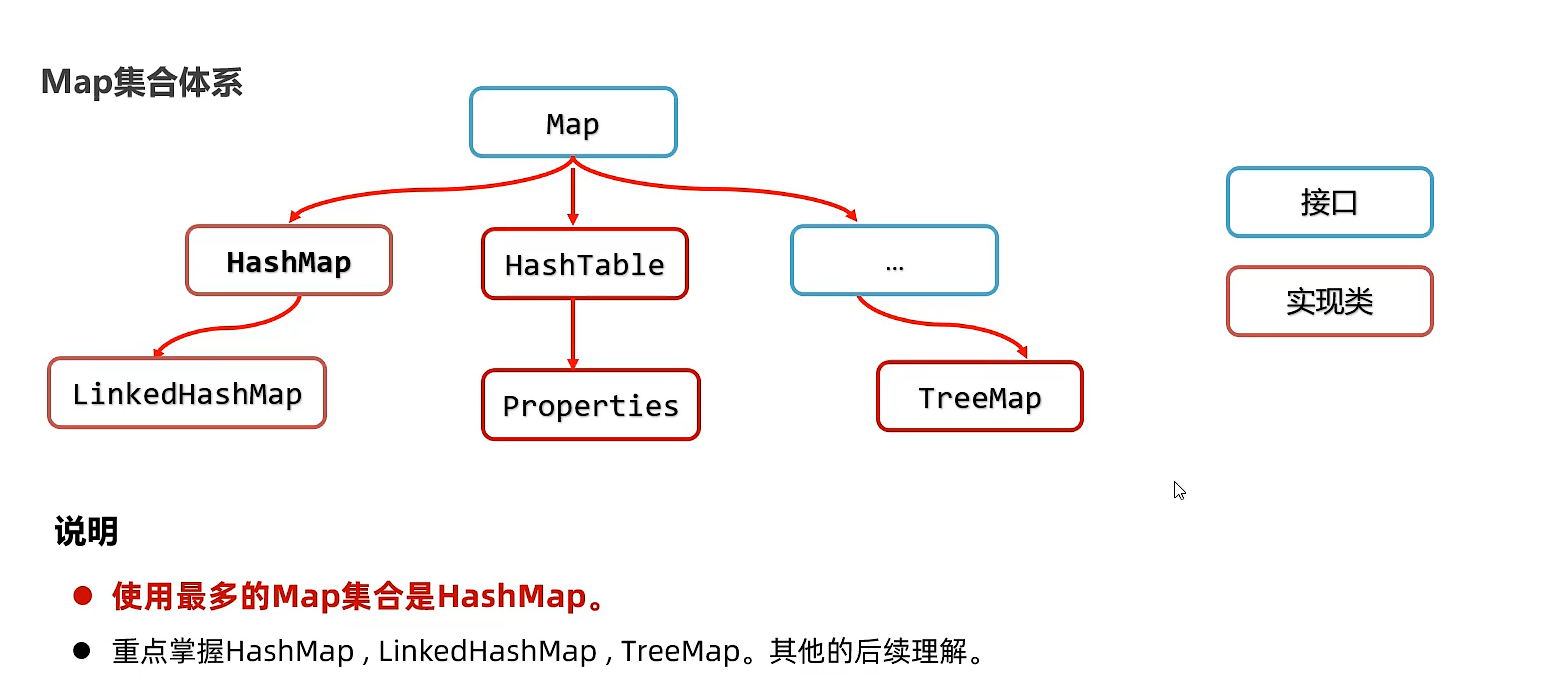 Map集合体系
Map
接口
HashMap
HashTable
...
实现类
LinkedHashMap
Properties
TreeMap
说明
使用最多的Map集合是HashMap。
重点掌握HashMap , LinkedHashMap , TreeMap。其他的后续理解。